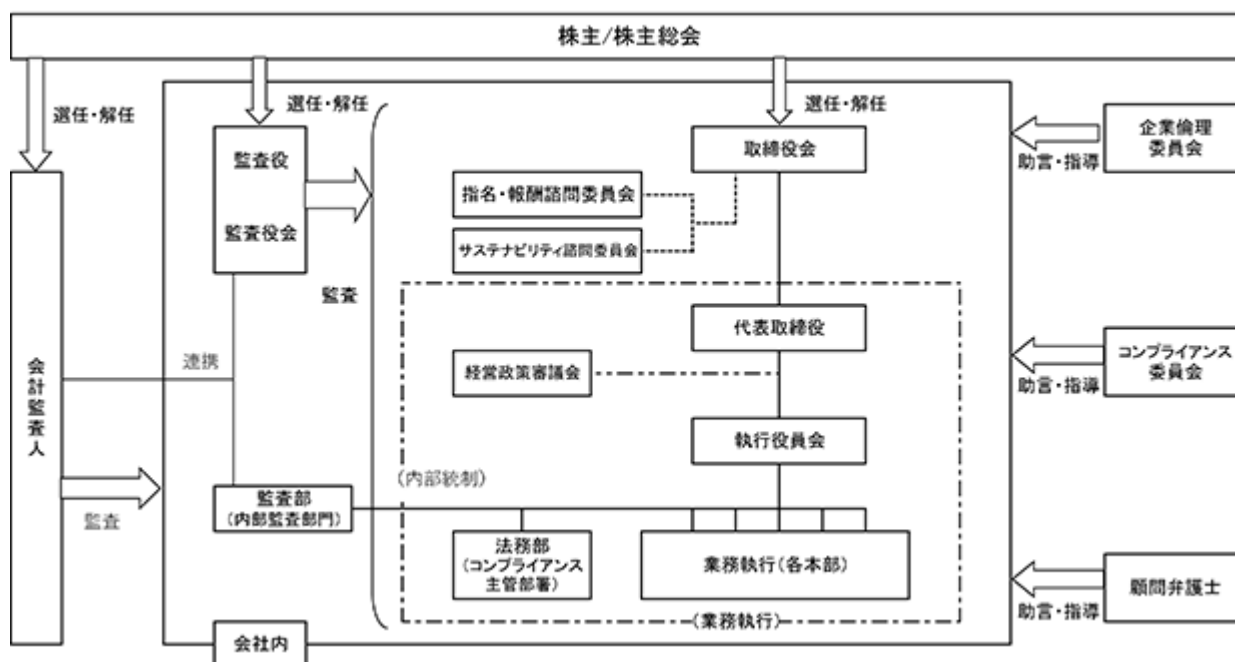 株主/株主総会
選任・解任
選任・解任
選任・解任
監査役
監査役会
取締役会
企業倫理
委員会
助言・指導
指名・報酬諮問委員会
サステナビリティ諮問委員会
監査
代表取締役
経営政策審議会
コンプライアンス
委員会
助言・指導
連携
会計監査人
執行役員会
(内部統制)
監査部
(内部監査部門)
監査
法務部
(コンプライアンス
主管部署)
業務執行(各本部)
顧問弁護士
助言・指導
(業務執行)
会社内